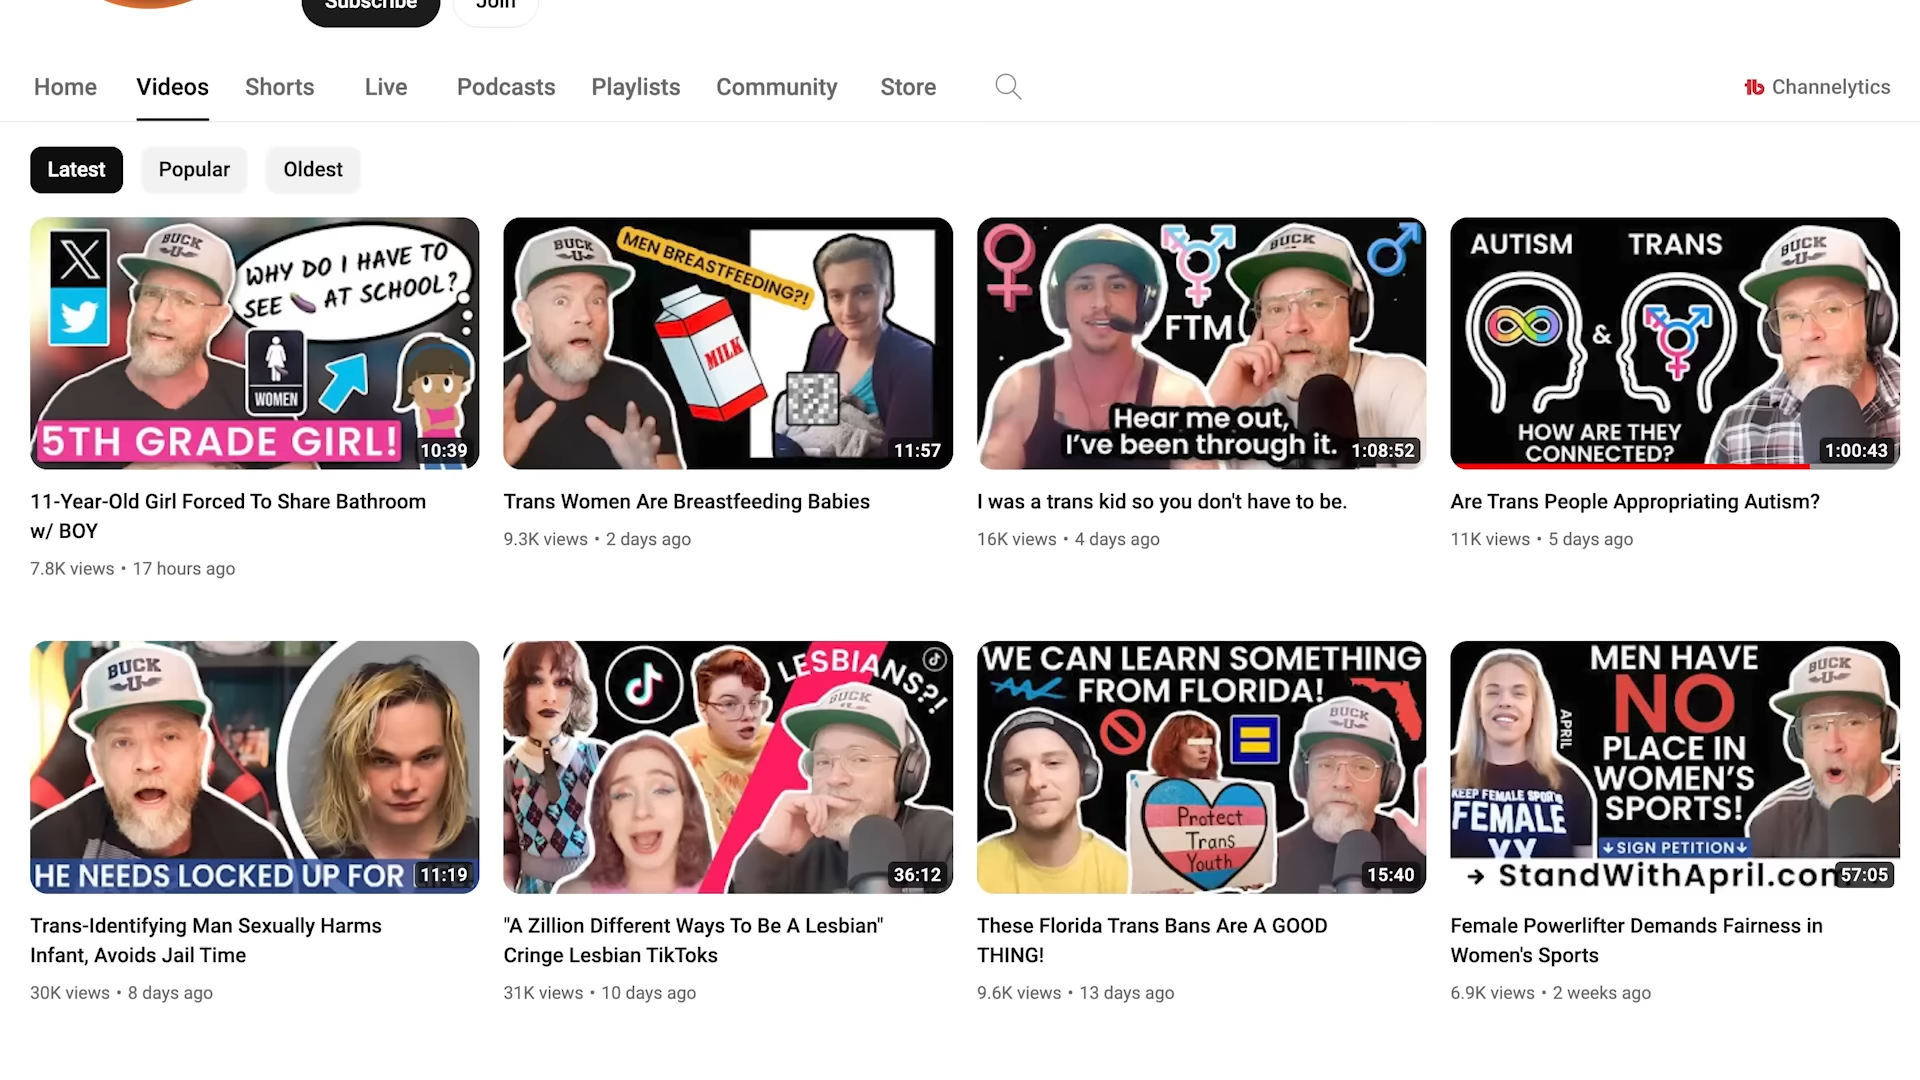 Subscribe
Join
Home
Videos
Shorts
Live
Podcasts
Playlists
Community
Store
Channelytics
Latest
Popular
Oldest
BUCK
-U-
WHY DO I HAVE TO
SEE 🍆 AT SCHOOL?
WOMEN
5TH GRADE GIRL!
10:39
BUCK
-U-
MEN BREASTFEEDING?!
MILK
11:57
BUCK
FTM
Hear me out,
I've been through it.
1:08:52
AUTISM
TRANS
BUCK
-U-
&
HOW ARE THEY
CONNECTED?
1:00:43
11-Year-Old Girl Forced To Share Bathroom
w/ BOY
7.8K views • 17 hours ago
Trans Women Are Breastfeeding Babies
9.3K views • 2 days ago
I was a trans kid so you don't have to be.
16K views • 4 days ago
Are Trans People Appropriating Autism?
11K views • 5 days ago
BUCK
-U-
HE NEEDS LOCKED UP FOR
11:19
LESBIANS?!
BUCK
-U-
36:12
WE CAN LEARN SOMETHING
FROM FLORIDA!
BUCK
-U-
Protect
Trans
Youth
15:40
MEN HAVE
NO
PLACE IN
WOMEN'S
SPORTS!
APRIL
BUCK
-U-
KEEP FEMALE SPORTS
FEMALE
XX
↓SIGN PETITION↓
→ StandWithApril.com
57:05
Trans-Identifying Man Sexually Harms
Infant, Avoids Jail Time
30K views • 8 days ago
"A Zillion Different Ways To Be A Lesbian"
Cringe Lesbian TikToks
31K views • 10 days ago
These Florida Trans Bans Are A GOOD
THING!
9.6K views • 13 days ago
Female Powerlifter Demands Fairness in
Women's Sports
6.9K views • 2 weeks ago